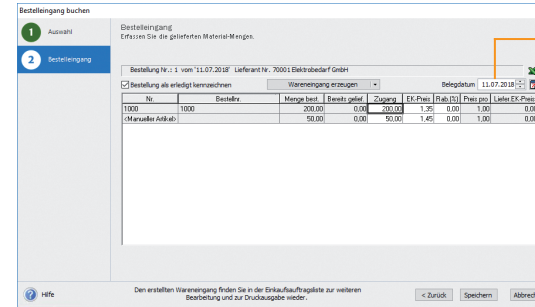 Bestelleingang buchen
1 Auswahl
2 Bestelleingang
Bestelleingang
Erfassen Sie die gelieferten Material-Mengen.
Bestellung Nr.: 1 vom '11.07.2018' Lieferant Nr. 70001 Elektrobedarf GmbH
Bestellung als erledigt kennzeichnen Wareneingang erzeugen Belegdatum 11.07.2018
Nr. Bestellnr. Menge best. Bereits gelief. Zugang EK-Preis Rab.(%) Preis pro Liefer.EK-Preis
1000 1000 200,00 0,00 200,00 1,35 0,00 1,00 0,00
<Manueller Artikel> 50,00 0,00 50,00 1,45 0,00 1,00 0,00
Hilfe
Den erstellten Wareneingang finden Sie in der Einkaufsauftragsliste zur weiteren
Bearbeitung und zur Druckausgabe wieder.
< Zurück Speichern Abbrech